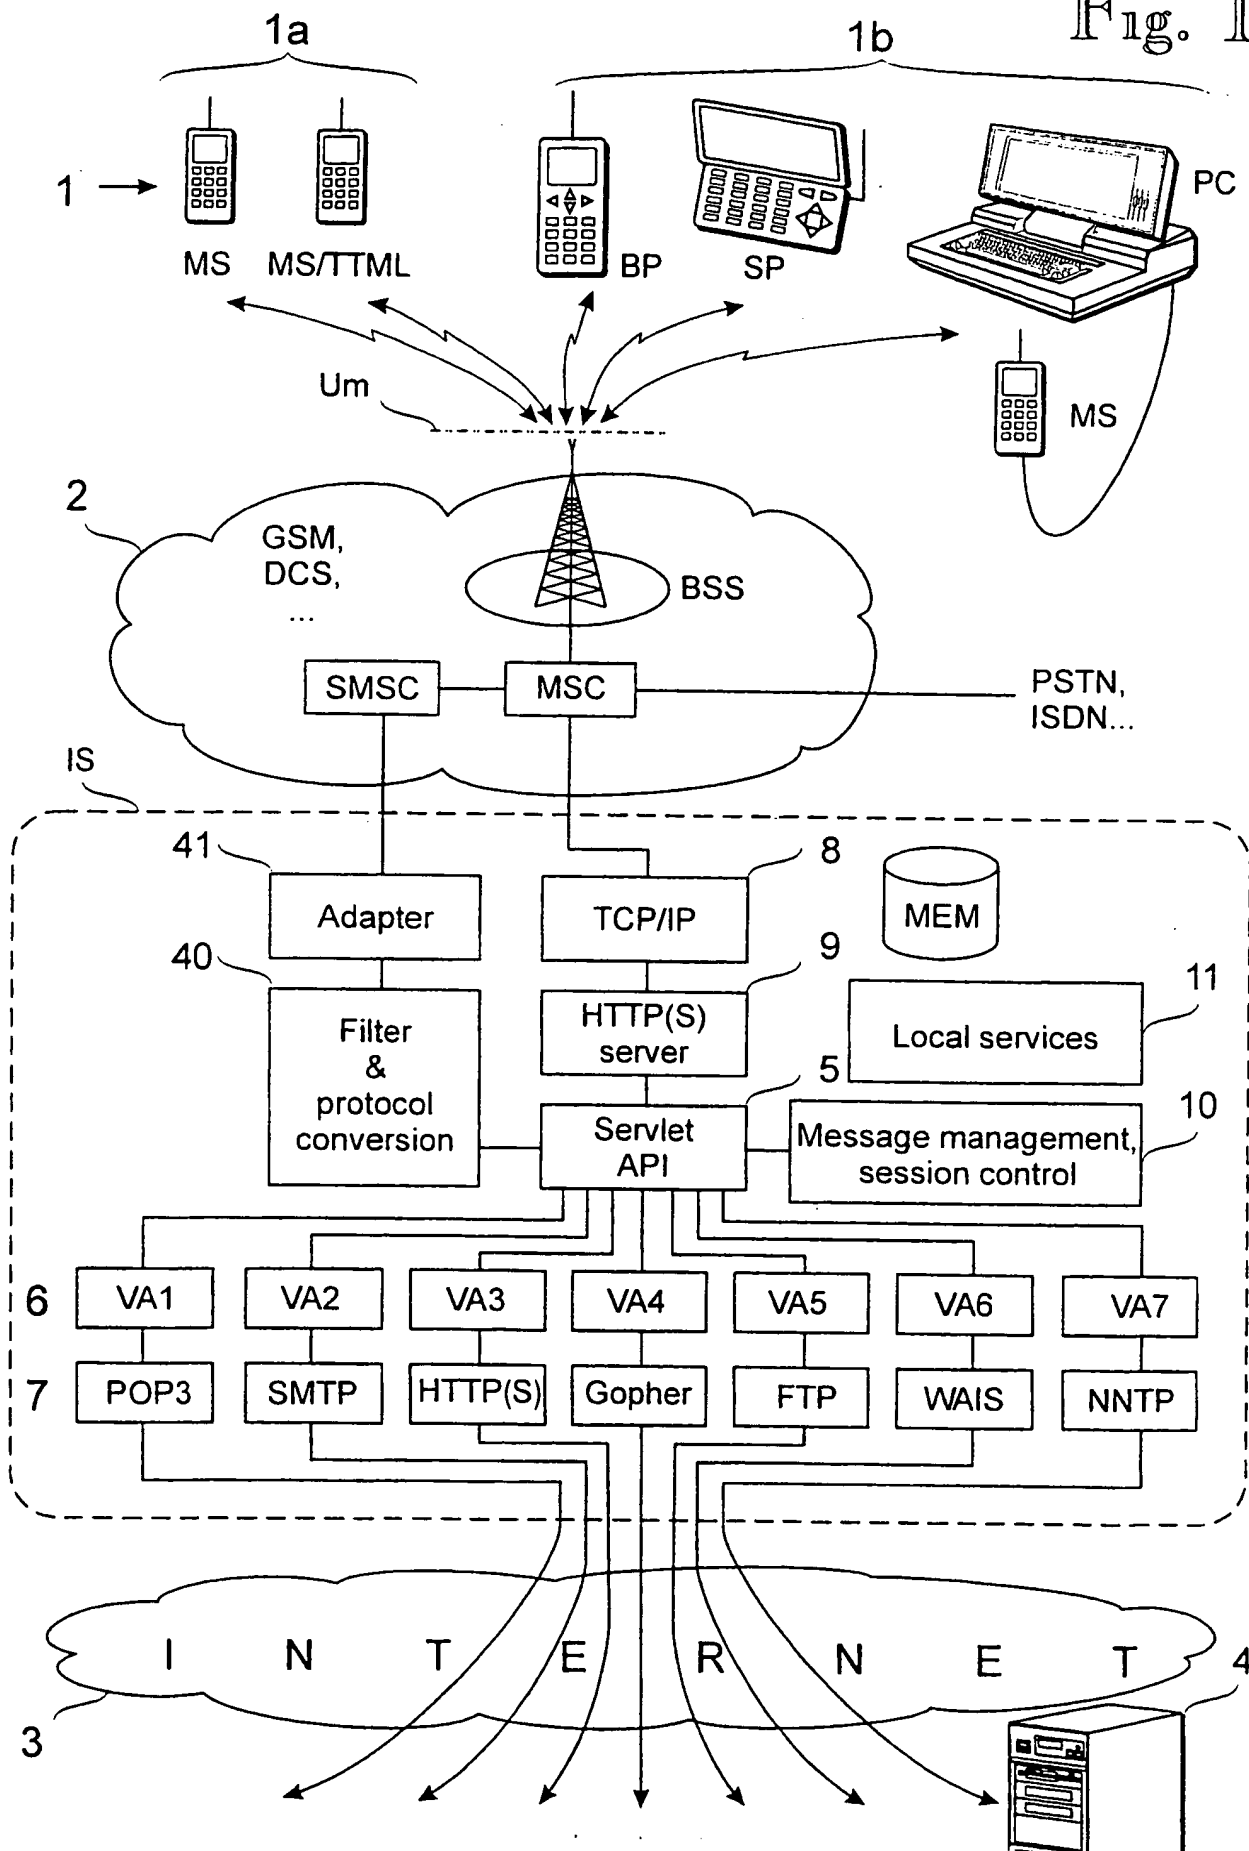 Fig. 1
1a
1b
1
MS
MS/TTML
BP
SP
PC
MS
Um
2
GSM,
DCS,
...
BSS
SMSC
MSC
PSTN,
ISDN...
IS
41
8
Adapter
TCP/IP
MEM
40
9
11
Filter
&
protocol
conversion
HTTP(S)
server
Local services
5
10
Servlet
API
Message management,
session control
6
VA1
VA2
VA3
VA4
VA5
VA6
VA7
7
POP3
SMTP
HTTP(S)
Gopher
FTP
WAIS
NNTP
I N T E R N E T
4
3